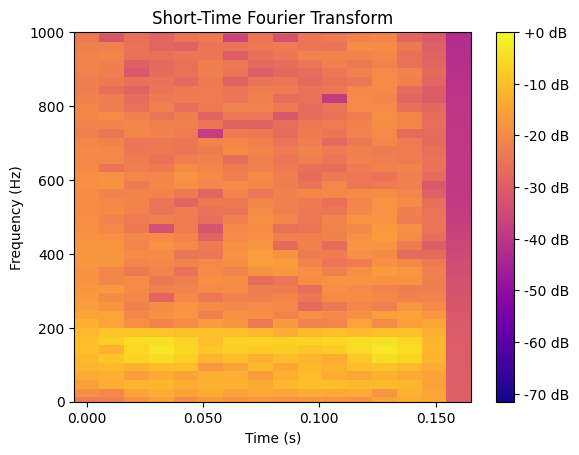 Short-Time Fourier Transform
1000
800
600
400
200
0
Frequency (Hz)
0.000
0.050
0.100
0.150
Time (s)
+0 dB
-10 dB
-20 dB
-30 dB
-40 dB
-50 dB
-60 dB
-70 dB